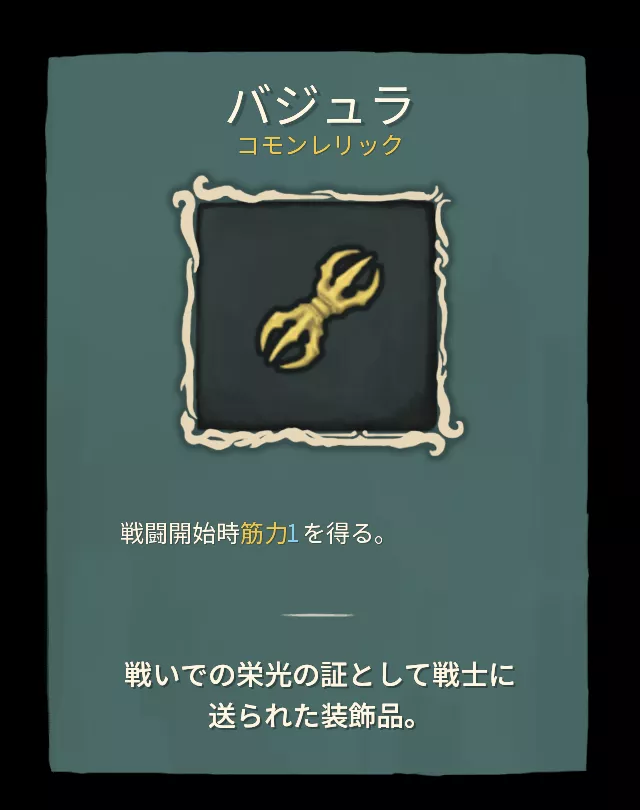 バジュラ
コモンレリック
戦闘開始時筋力1を得る。
戦いでの栄光の証として戦士に
送られた装飾品。